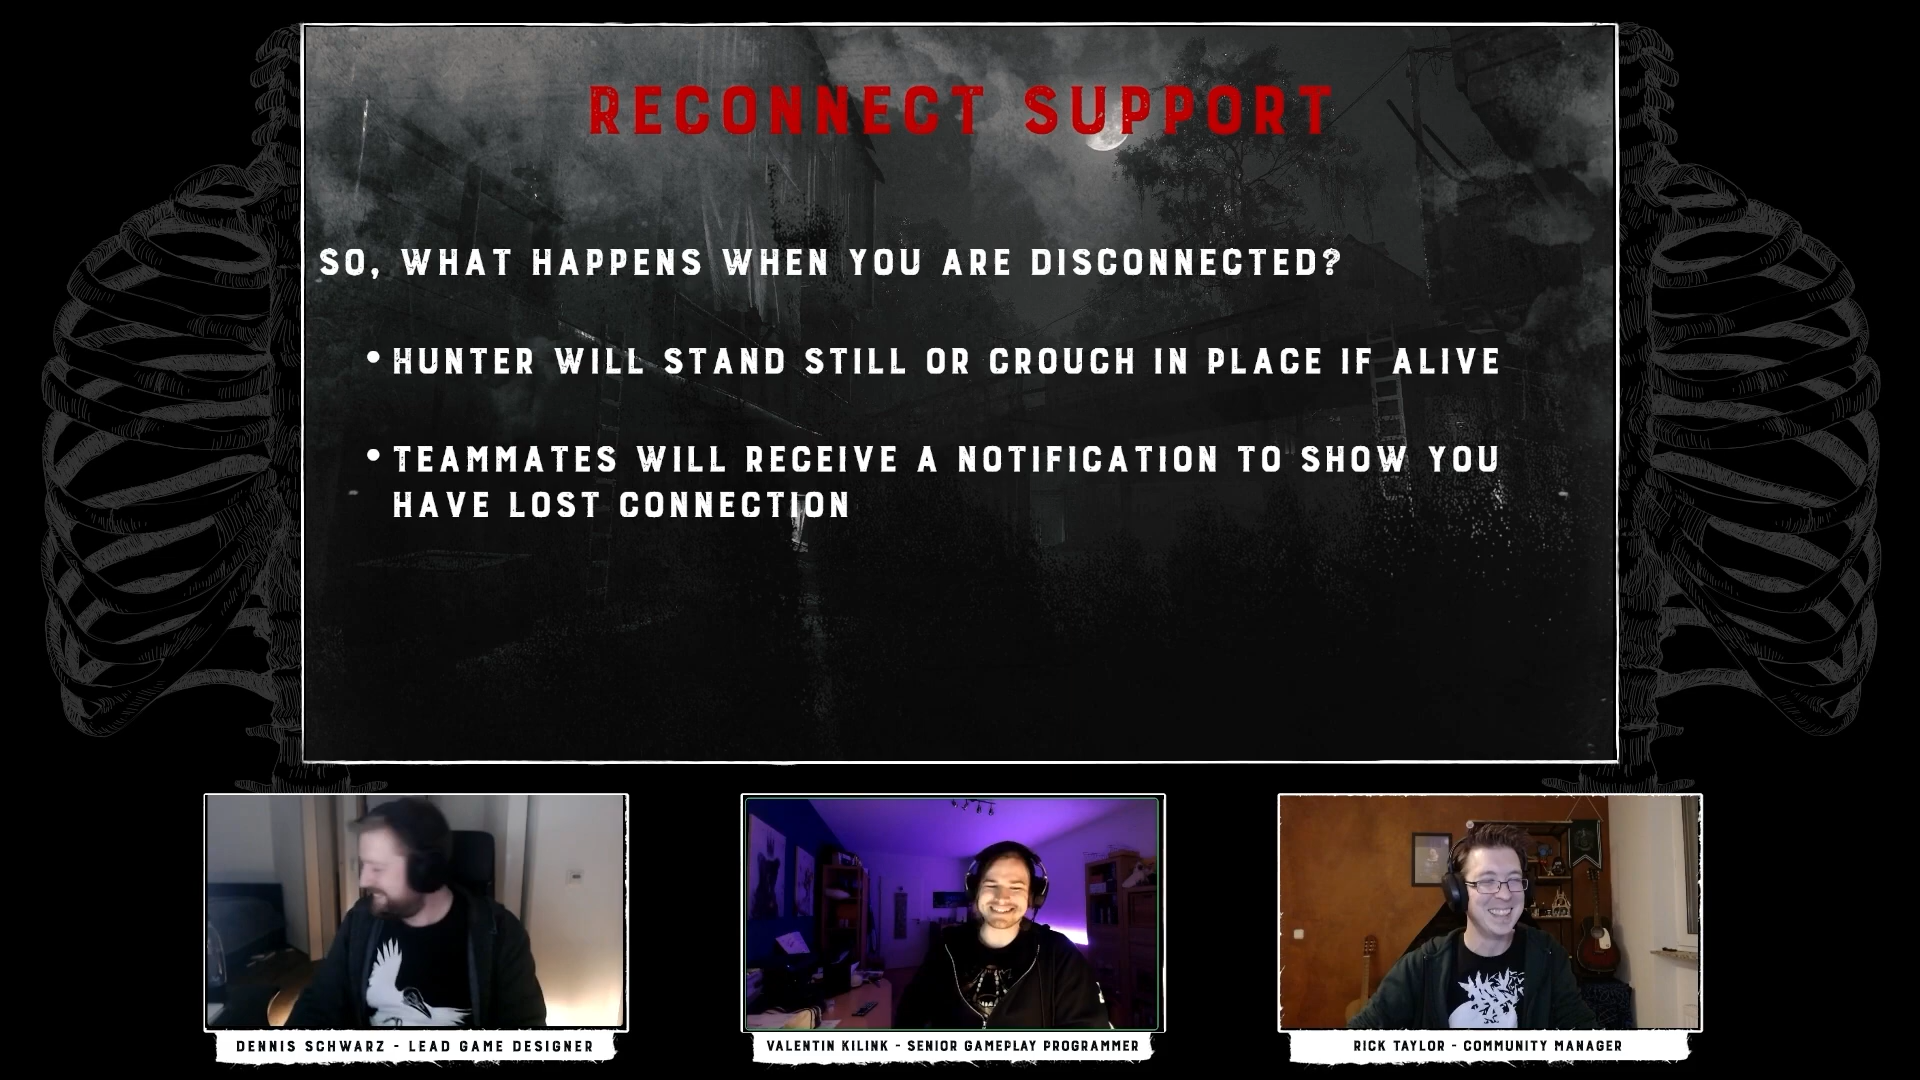 RECONNECT SUPPORT
SO, WHAT HAPPENS WHEN YOU ARE DISCONNECTED?
• HUNTER WILL STAND STILL OR CROUCH IN PLACE IF ALIVE
• TEAMMATES WILL RECEIVE A NOTIFICATION TO SHOW YOU
HAVE LOST CONNECTION
DENNIS SCHWARZ - LEAD GAME DESIGNER
VALENTIN KILINK - SENIOR GAMEPLAY PROGRAMMER
RICK TAYLOR - COMMUNITY MANAGER